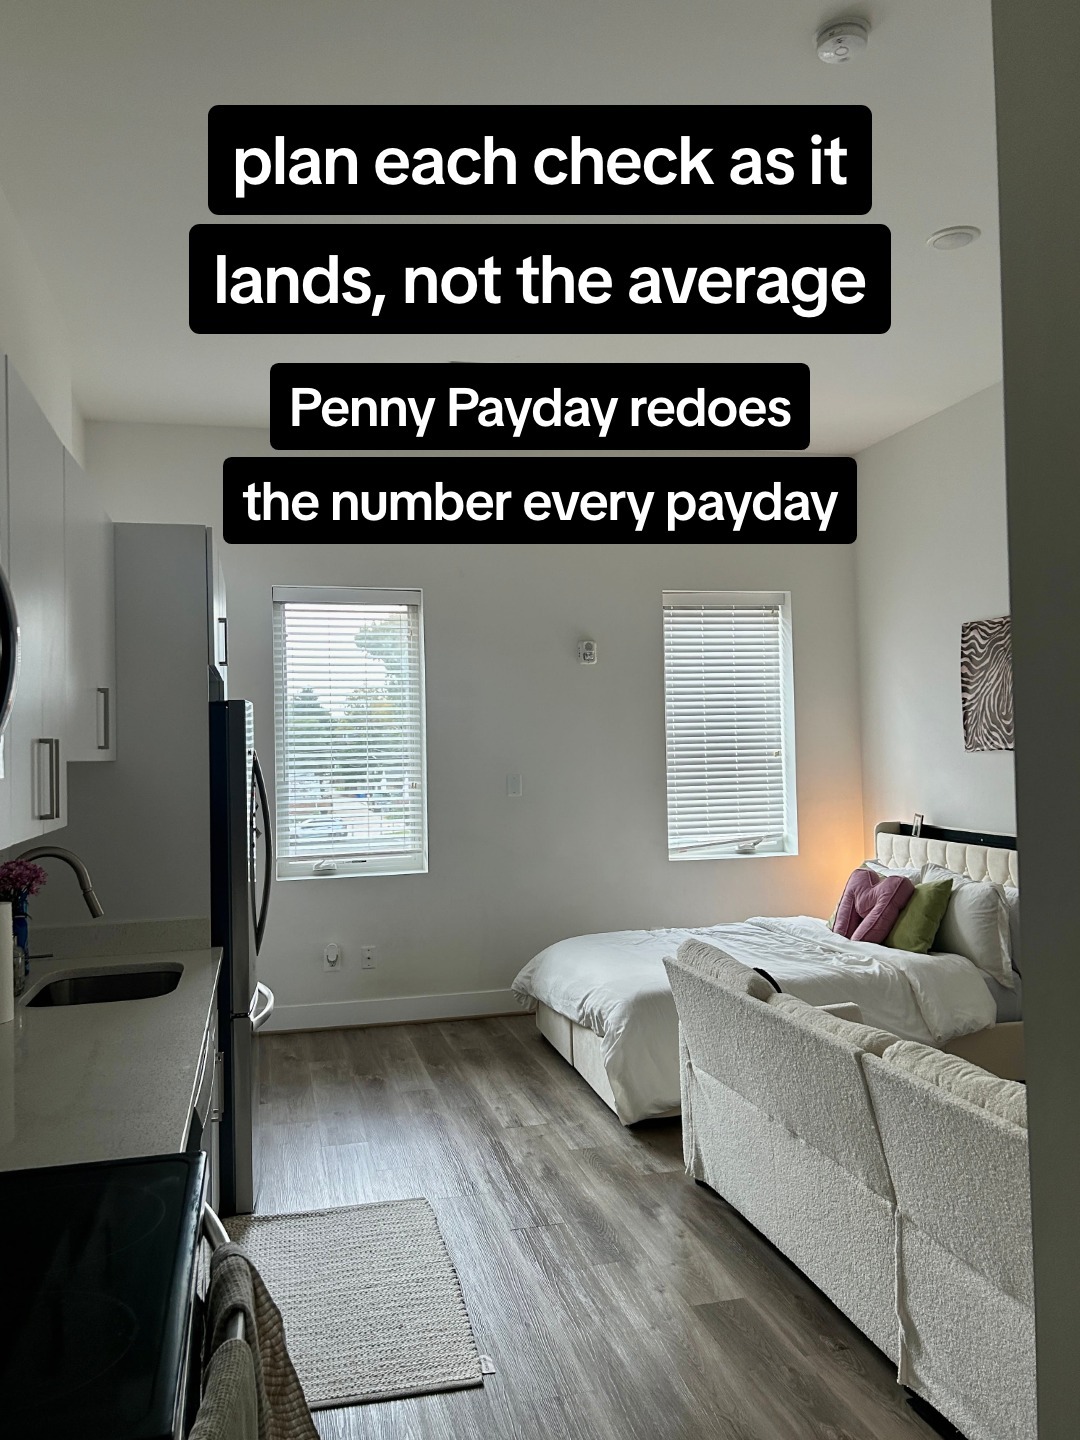 plan each check as it
lands, not the average
Penny Payday redoes
the number every payday